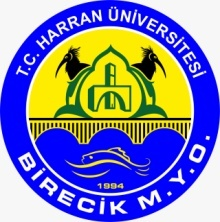 T.C. HARRAN ÜNİVERSİTESİ
1994
BİRECİK M.Y.O.